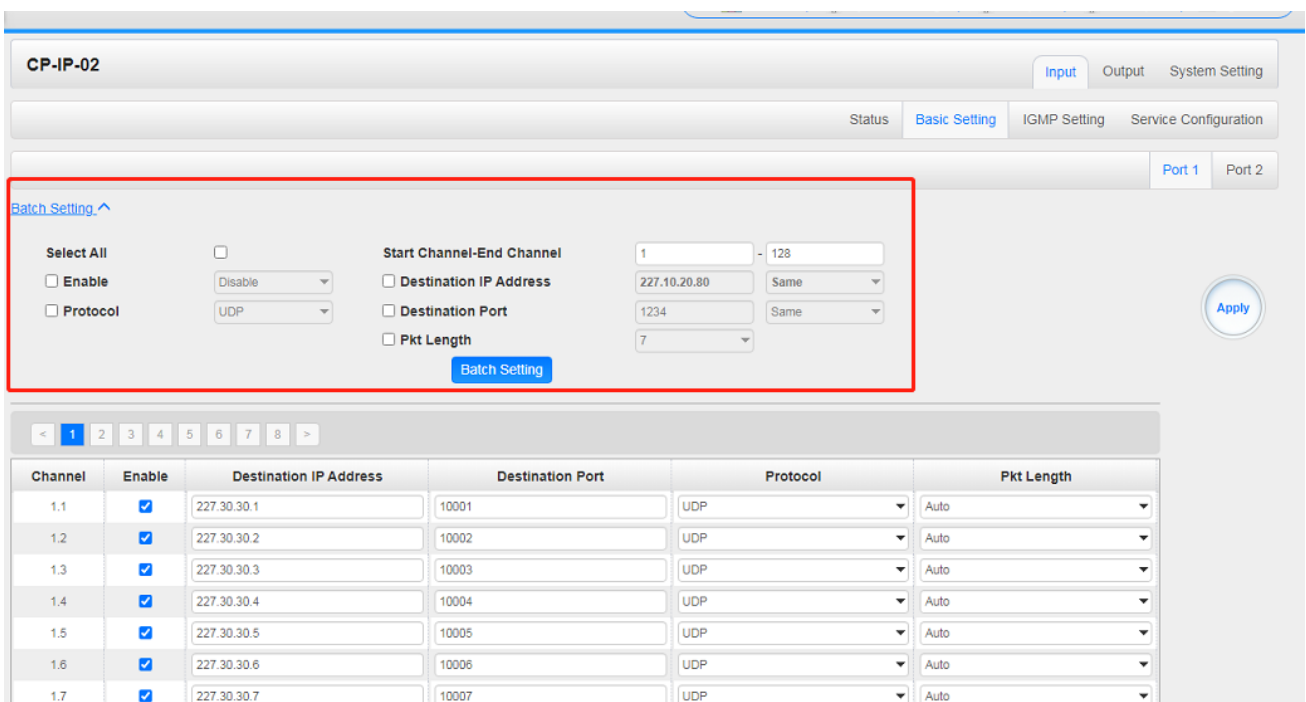 CP-IP-02
Input Output System Setting
Status Basic Setting IGMP Setting Service Configuration
Port 1 Port 2
Batch Setting
Select All Start Channel-End Channel 1 - 128
Enable Disable Destination IP Address 227.10.20.80 Same
Protocol UDP Destination Port 1234 Same
Apply
Pkt Length 7
Batch Setting
< 1 2 3 4 5 6 7 8 >
Channel Enable Destination IP Address Destination Port Protocol Pkt Length
1.1 227.30.30.1 10001 UDP Auto
1.2 227.30.30.2 10002 UDP Auto
1.3 227.30.30.3 10003 UDP Auto
1.4 227.30.30.4 10004 UDP Auto
1.5 227.30.30.5 10005 UDP Auto
1.6 227.30.30.6 10006 UDP Auto
1.7 227.30.30.7 10007 UDP Auto